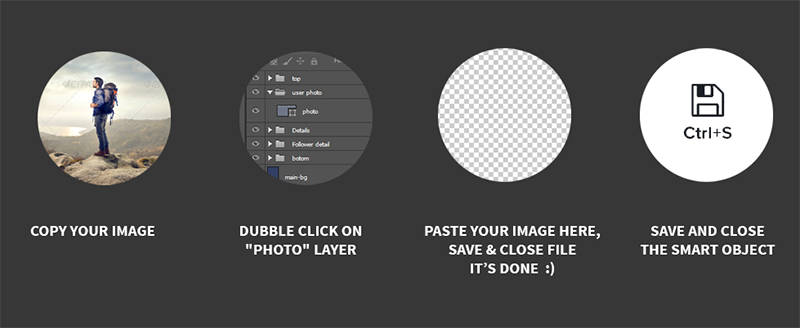 top
user photo
photo
Details
Follower detail
botom
main-bg
Ctrl+S
COPY YOUR IMAGE
DUBBLE CLICK ON
"PHOTO" LAYER
PASTE YOUR IMAGE HERE,
SAVE & CLOSE FILE
IT'S DONE :)
SAVE AND CLOSE
THE SMART OBJECT